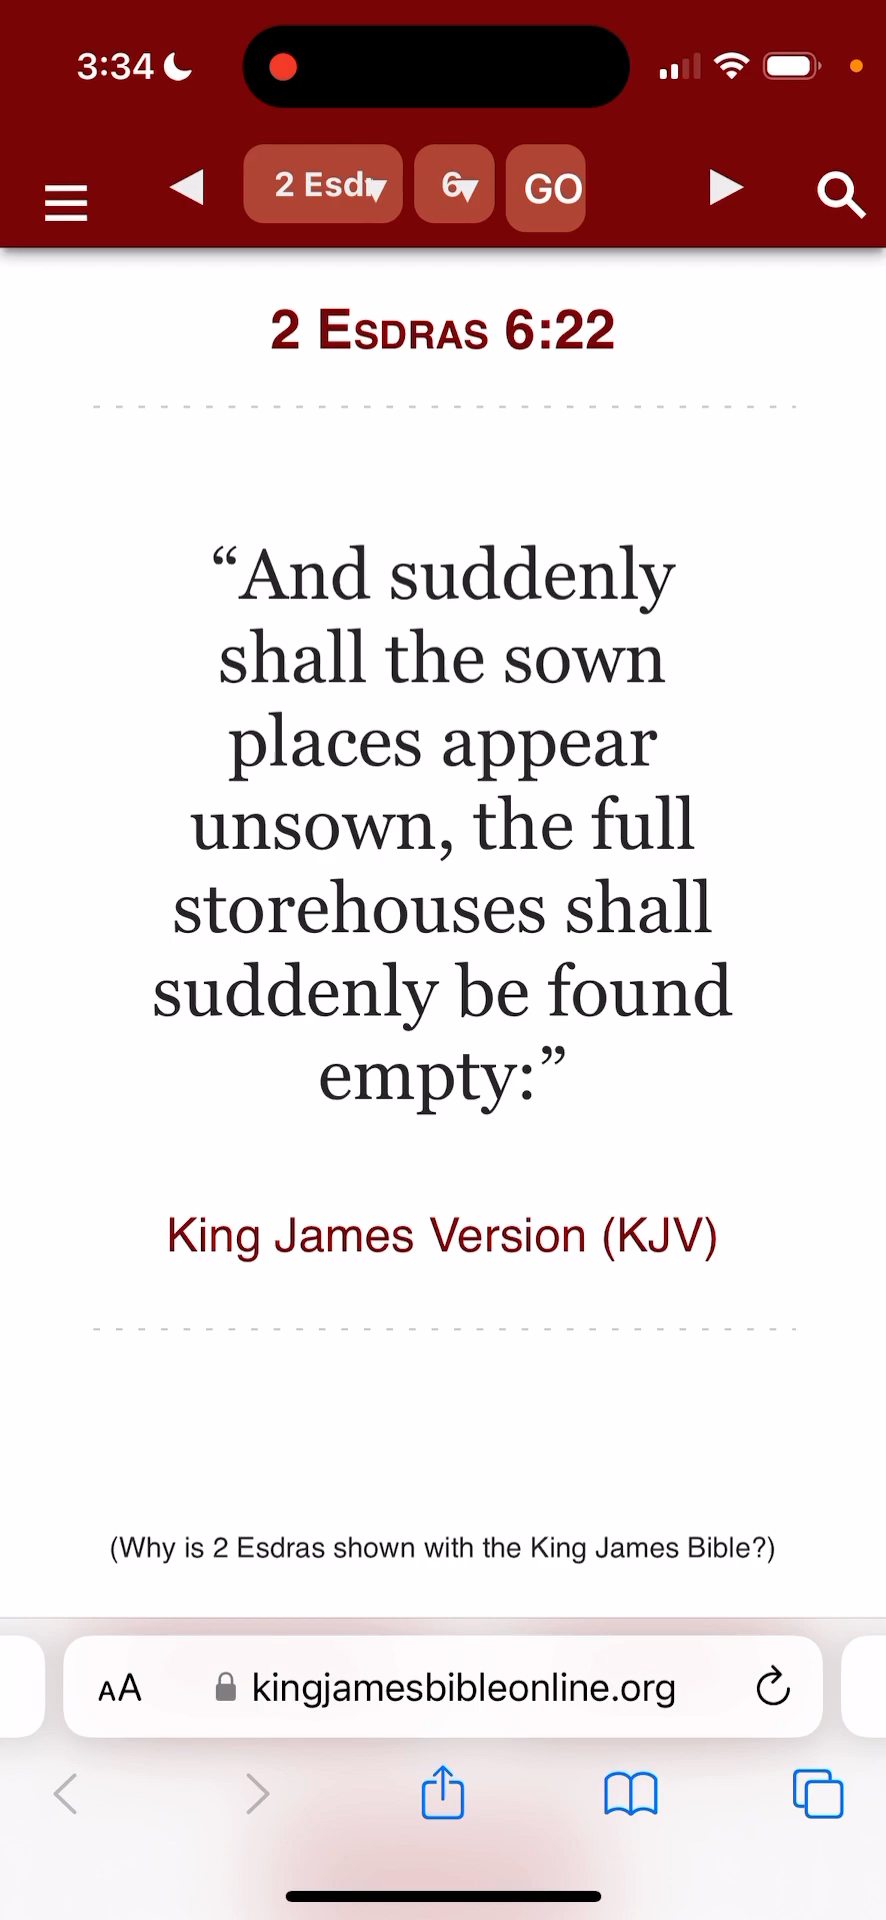 3:34
2 Esdr
6
GO
2 Esdras 6:22
“And suddenly
shall the sown
places appear
unsown, the full
storehouses shall
suddenly be found
empty:”
King James Version (KJV)
(Why is 2 Esdras shown with the King James Bible?)
AA kingjamesbibleonline.org